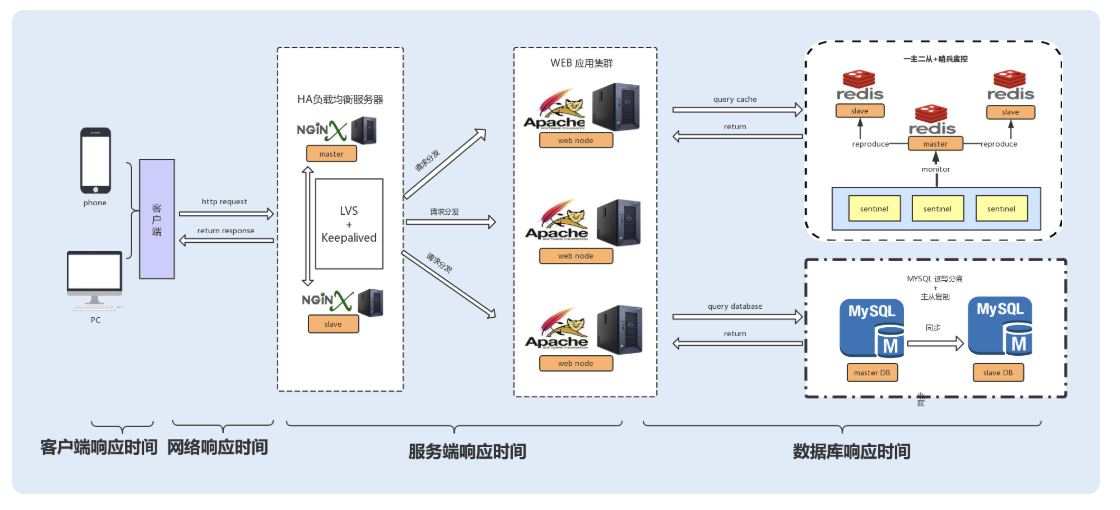 phone
PC
客户端
http request
return response
HA负载均衡服务器
NGiNX
master
LVS
+
Keepalived
NGiNX
slave
请求分发
请求分发
请求分发
WEB 应用集群
Apache
SOFTWARE FOUNDATION
web node
Apache
SOFTWARE FOUNDATION
web node
Apache
SOFTWARE FOUNDATION
web node
query cache
return
query database
return
一主二从+哨兵监控
redis
slave
redis
master
redis
slave
reproduce
reproduce
monitor
sentinel
sentinel
sentinel
MYSQL 读写分离
+
主从复制
MySQL
M
master DB
同步
MySQL
M
slave DB
客户端响应时间
网络响应时间
服务端响应时间
数据库响应时间